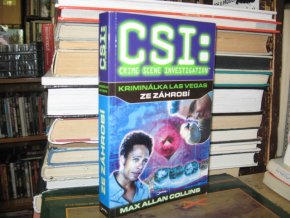 CSI:
CRIME SCENE INVESTIGATION
KRIMINÁLKA LAS VEGAS
ZE ZÁHROBÍ
MAX ALLAN COLLINS
CSI:
ZE ZÁHROBÍ